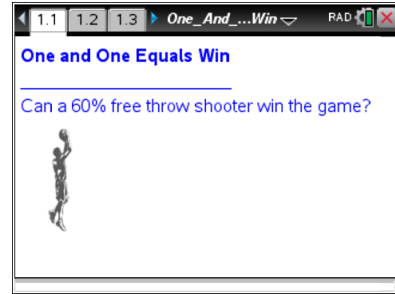 1.1 1.2 1.3 One_And_...Win RAD
One and One Equals Win
Can a 60% free throw shooter win the game?